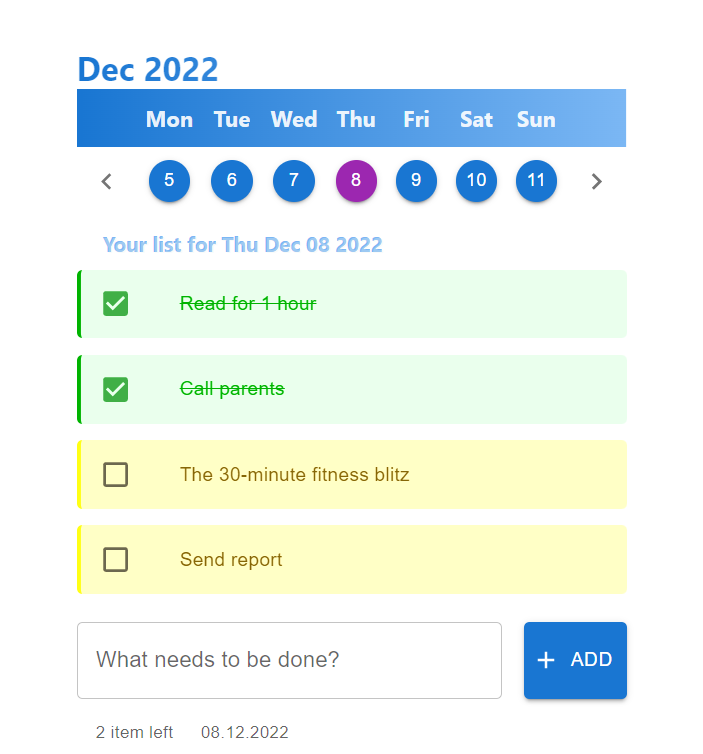 Dec 2022
Mon Tue Wed Thu Fri Sat Sun
5 6 7 8 9 10 11
Your list for Thu Dec 08 2022
Read for 1 hour
Call parents
The 30-minute fitness blitz
Send report
What needs to be done?
+ ADD
2 item left 08.12.2022